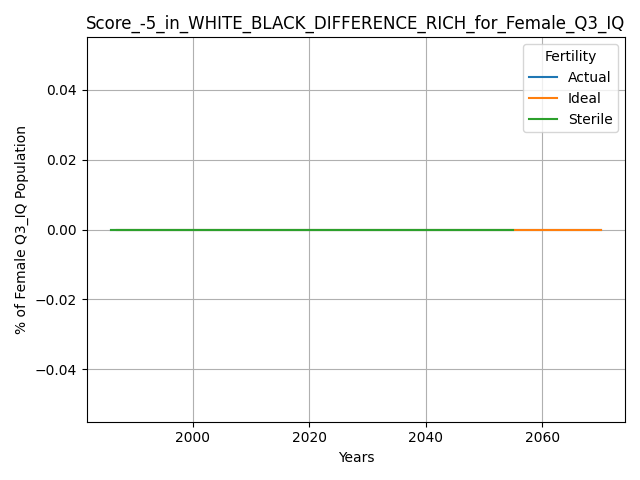 Score_-5_in_WHITE_BLACK_DIFFERENCE_RICH_for_Female_Q3_IQ
Fertility
Actual
Ideal
Sterile
% of Female Q3_IQ Population
0.04
0.02
0.00
−0.02
−0.04
2000 2020 2040 2060
Years